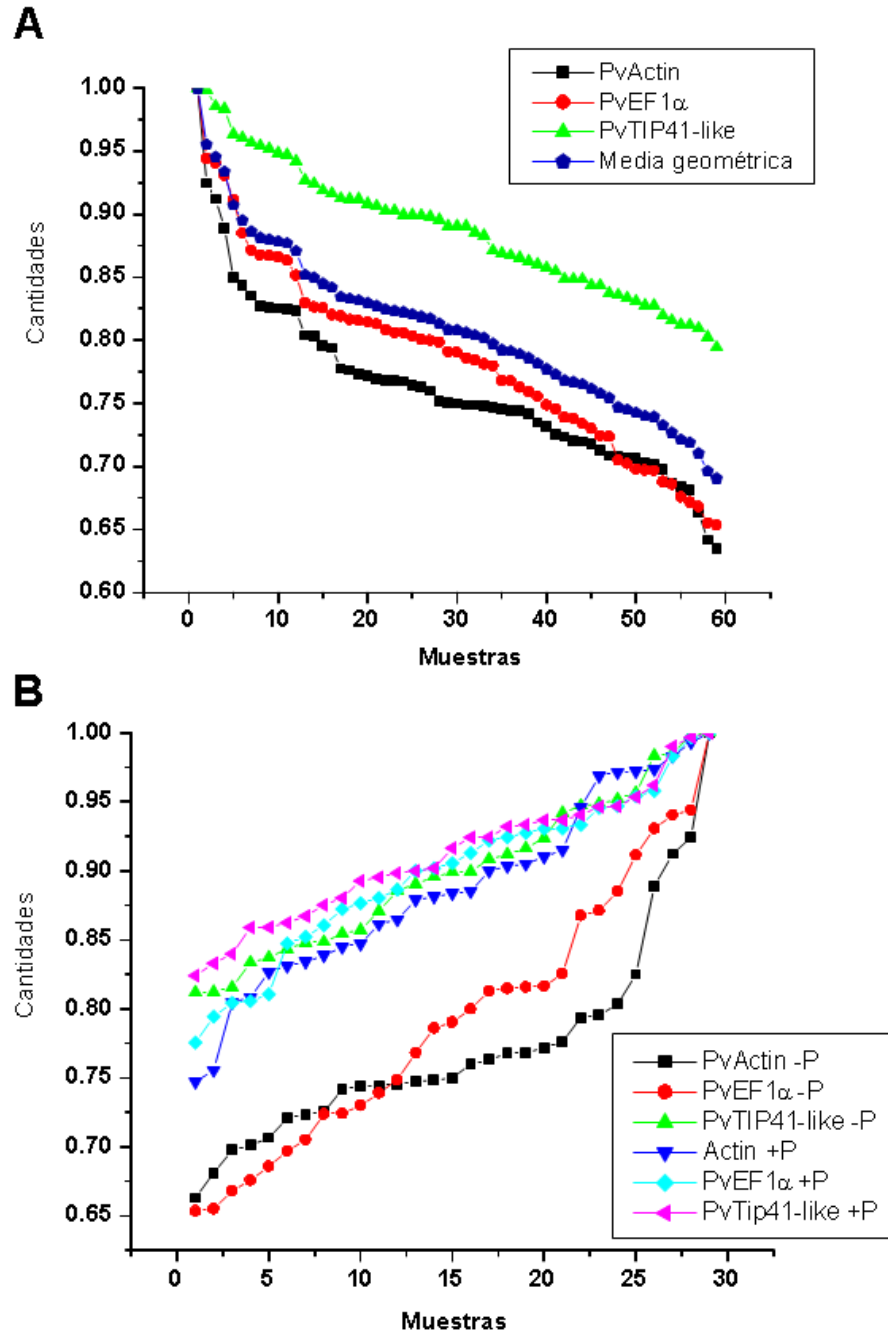 A
PvActin
PvEF1α
PvTIP41-like
Media geométrica
1.00
0.95
0.90
0.85
0.80
0.75
0.70
0.65
0.60
Cantidades
0 10 20 30 40 50 60
Muestras
B
1.00
0.95
0.90
0.85
0.80
0.75
0.70
0.65
Cantidades
PvActin -P
PvEF1α -P
PvTIP41-like -P
Actin +P
PvEF1α +P
PvTip41-like +P
0 5 10 15 20 25 30
Muestras